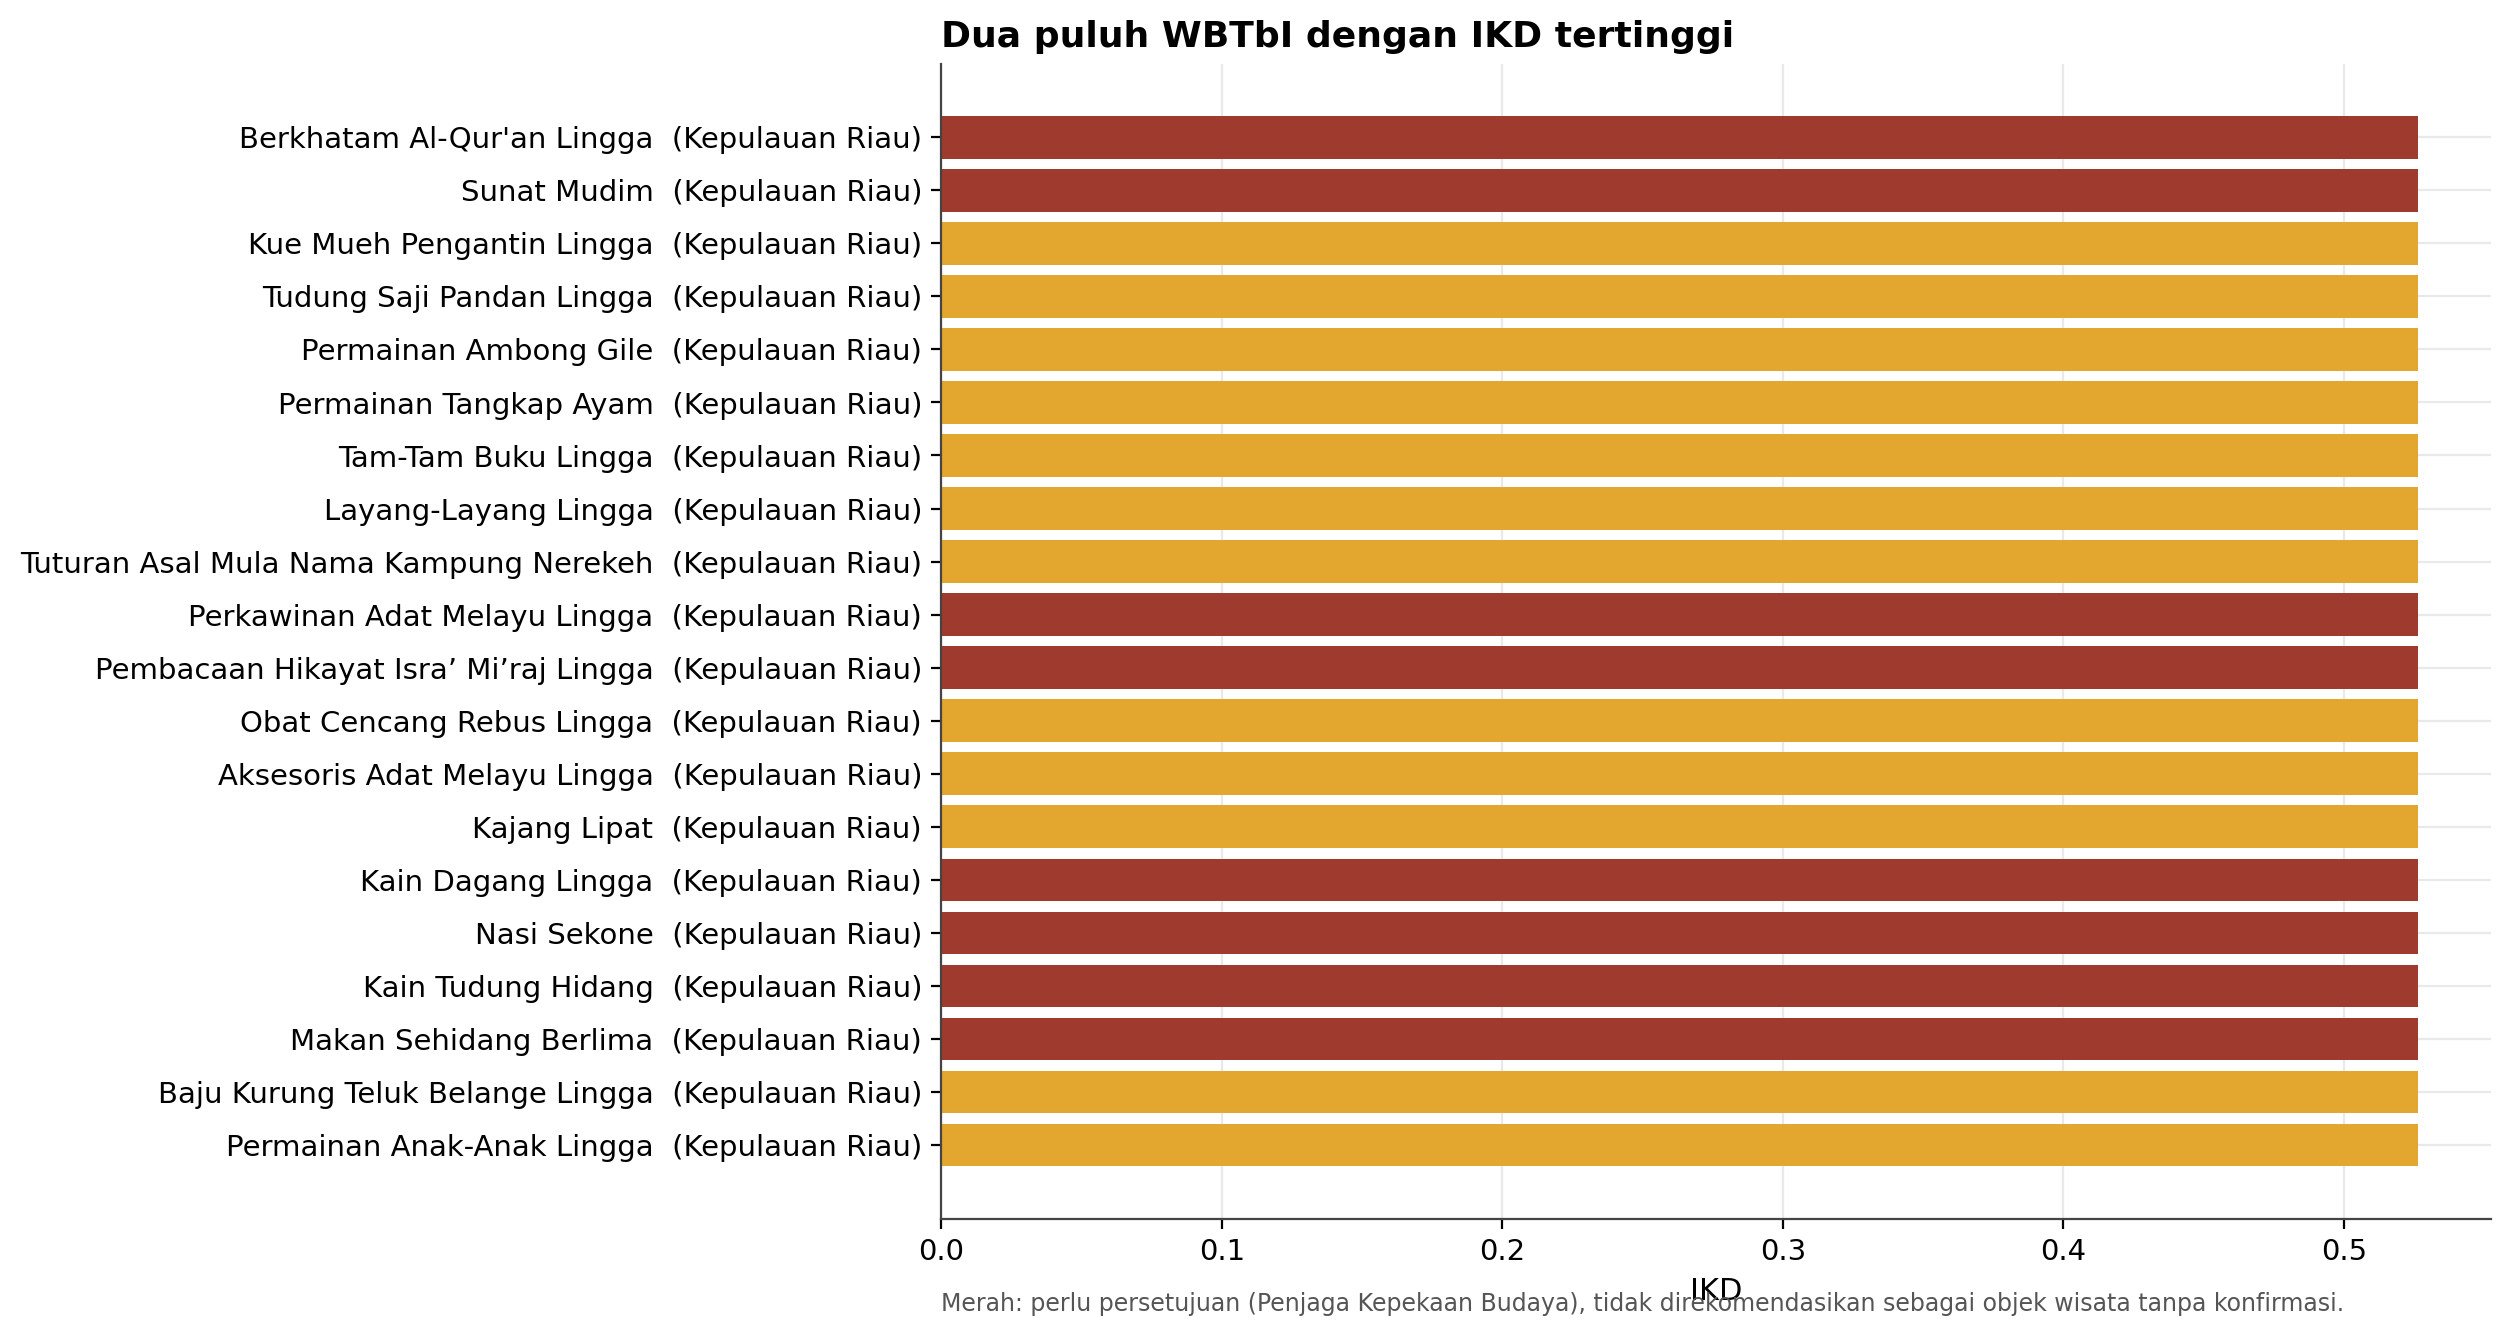 Dua puluh WBTbI dengan IKD tertinggi
Berkhatam Al-Qur'an Lingga (Kepulauan Riau)
Sunat Mudim (Kepulauan Riau)
Kue Mueh Pengantin Lingga (Kepulauan Riau)
Tudung Saji Pandan Lingga (Kepulauan Riau)
Permainan Ambong Gile (Kepulauan Riau)
Permainan Tangkap Ayam (Kepulauan Riau)
Tam-Tam Buku Lingga (Kepulauan Riau)
Layang-Layang Lingga (Kepulauan Riau)
Tuturan Asal Mula Nama Kampung Nerekeh (Kepulauan Riau)
Perkawinan Adat Melayu Lingga (Kepulauan Riau)
Pembacaan Hikayat Isra’ Mi’raj Lingga (Kepulauan Riau)
Obat Cencang Rebus Lingga (Kepulauan Riau)
Aksesoris Adat Melayu Lingga (Kepulauan Riau)
Kajang Lipat (Kepulauan Riau)
Kain Dagang Lingga (Kepulauan Riau)
Nasi Sekone (Kepulauan Riau)
Kain Tudung Hidang (Kepulauan Riau)
Makan Sehidang Berlima (Kepulauan Riau)
Baju Kurung Teluk Belange Lingga (Kepulauan Riau)
Permainan Anak-Anak Lingga (Kepulauan Riau)
0.0 0.1 0.2 0.3 0.4 0.5
IKD
Merah: perlu persetujuan (Penjaga Kepekaan Budaya), tidak direkomendasikan sebagai objek wisata tanpa konfirmasi.